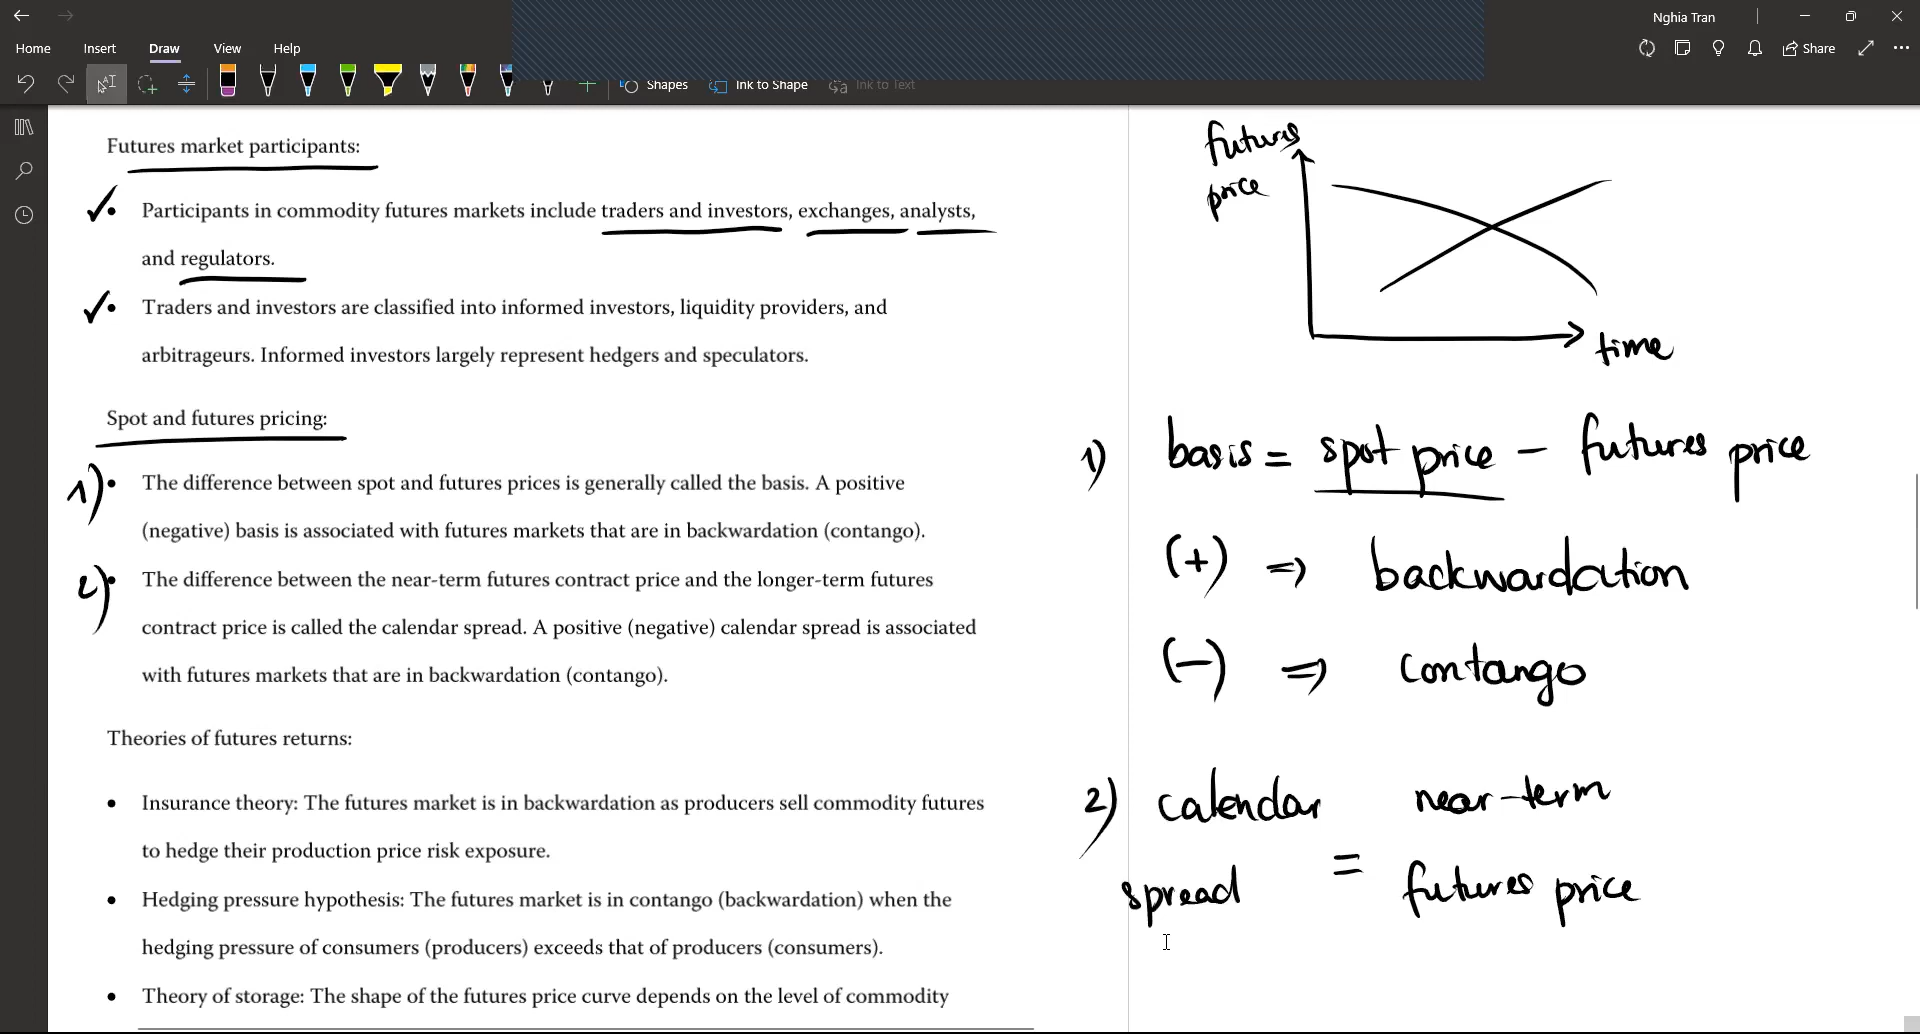 Nghia Tran
Home Insert Draw View Help
Share
Shapes Ink to Shape Ink to Text
Futures market participants:
• Participants in commodity futures markets include traders and investors, exchanges, analysts,
and regulators.
• Traders and investors are classified into informed investors, liquidity providers, and
arbitrageurs. Informed investors largely represent hedgers and speculators.
Spot and futures pricing:
1) • The difference between spot and futures prices is generally called the basis. A positive
(negative) basis is associated with futures markets that are in backwardation (contango).
2) • The difference between the near-term futures contract price and the longer-term futures
contract price is called the calendar spread. A positive (negative) calendar spread is associated
with futures markets that are in backwardation (contango).
Theories of futures returns:
• Insurance theory: The futures market is in backwardation as producers sell commodity futures
to hedge their production price risk exposure.
• Hedging pressure hypothesis: The futures market is in contango (backwardation) when the
hedging pressure of consumers (producers) exceeds that of producers (consumers).
• Theory of storage: The shape of the futures price curve depends on the level of commodity
futures
price
time
1) basis = spot price - futures price
(+) => backwardation
(-) => contango
2) calendar near-term
spread = futures price